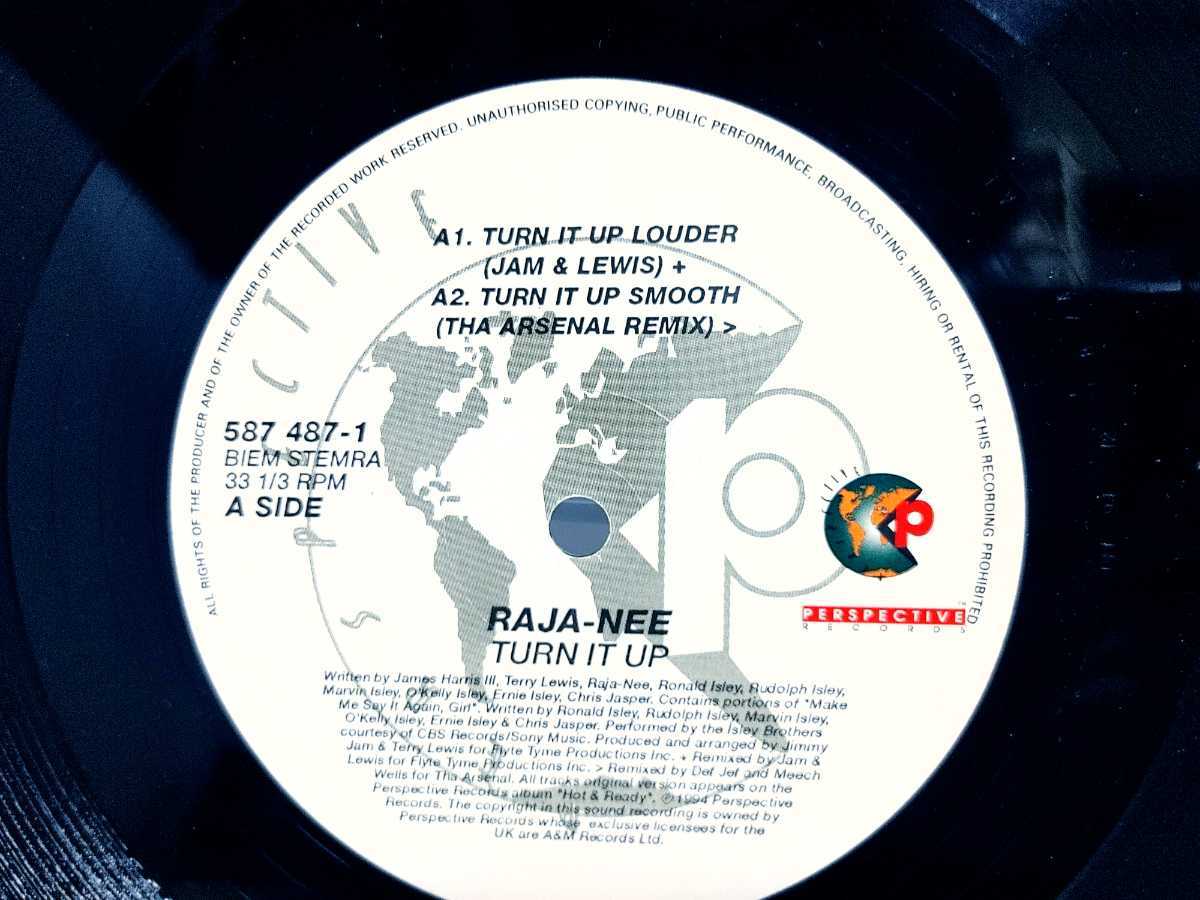 ALL RIGHTS OF THE PRODUCER AND OF THE OWNER OF THE RECORDED WORK RESERVED. UNAUTHORISED COPYING, PUBLIC PERFORMANCE, BROADCASTING, HIRING OR RENTAL OF THIS RECORDING PROHIBITED
A1. TURN IT UP LOUDER
(JAM & LEWIS) +
A2. TURN IT UP SMOOTH
(THA ARSENAL REMIX) >
587 487-1
BIEM STEMRA
33 1/3 RPM
A SIDE
p
PERSPECTIVE™
RECORDS
RAJA-NEE
TURN IT UP
Written by James Harris III, Terry Lewis, Raja-Nee, Ronald Isley, Rudolph Isley,
Marvin Isley, O'Kelly Isley, Ernie Isley, Chris Jasper. Contains portions of "Make
Me Say It Again, Girl". Written by Ronald Isley, Rudolph Isley, Marvin Isley,
O'Kelly Isley, Ernie Isley & Chris Jasper. Performed by the Isley Brothers
courtesy of CBS Records/Sony Music. Produced and arranged by Jimmy
Jam & Terry Lewis for Flyte Tyme Productions Inc. + Remixed by Jam &
Lewis for Flyte Tyme Productions Inc. > Remixed by Def Jef and Meech
Wells for Tha Arsenal. All tracks original version appears on the
Perspective Records album "Hot & Ready". ℗ 1994 Perspective
Records. The copyright in this sound recording is owned by
Perspective Records whose exclusive licensees for the
UK are A&M Records Ltd.